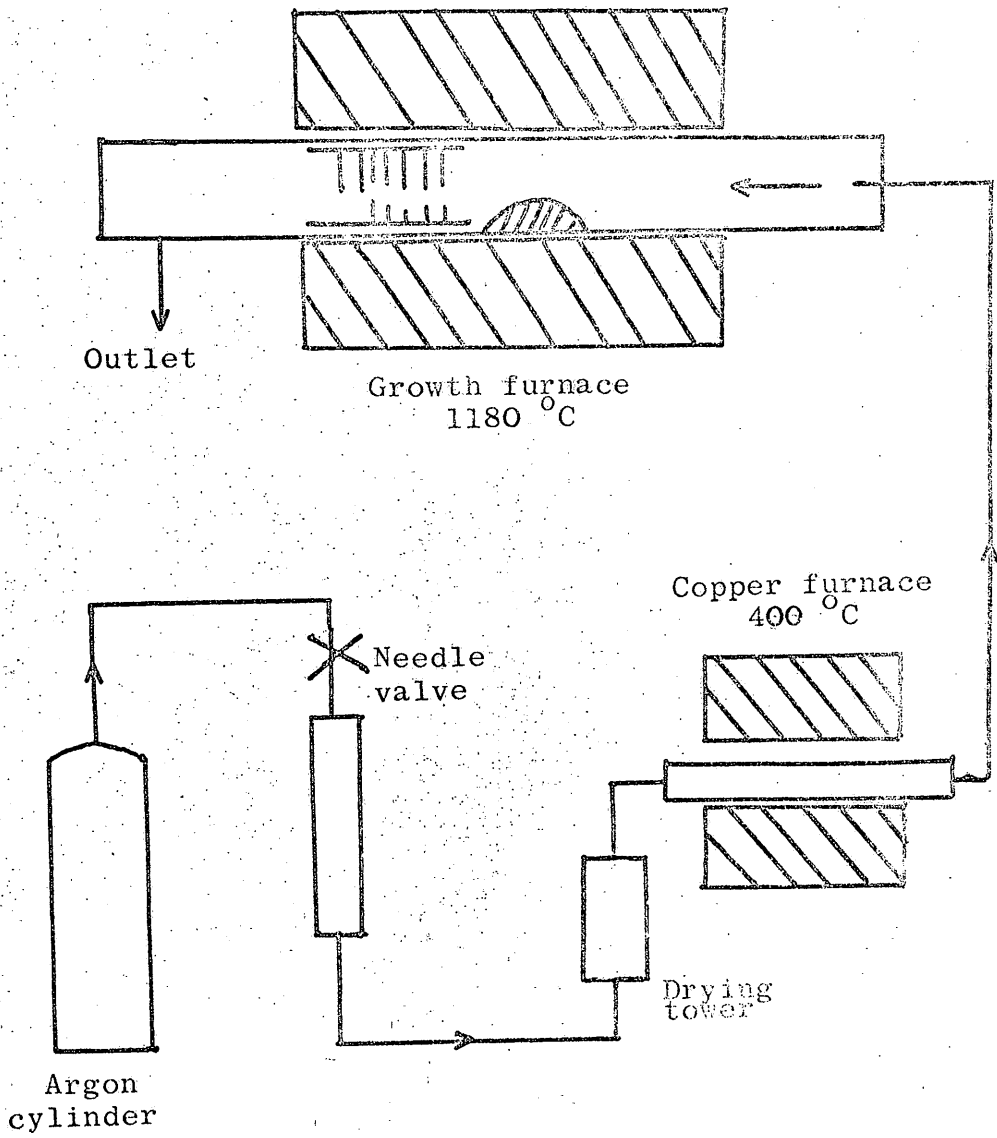 Outlet
Growth furnace
1180 °C
Copper furnace
400 °C
Needle
valve
Drying
tower
Argon
cylinder